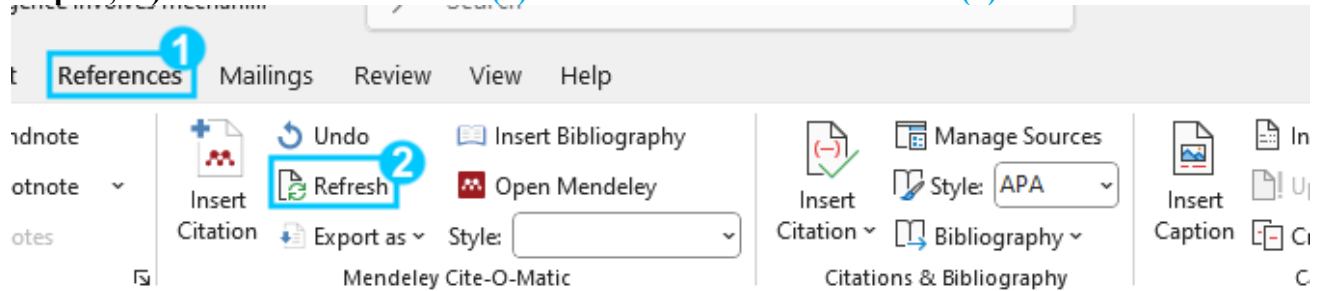 Search
1
References Mailings Review View Help
Undo Insert Bibliography Manage Sources
2
Refresh Open Mendeley Style: APA
Insert Citation
Export as Style:
Insert Citation
Bibliography
Insert Caption
Mendeley Cite-O-Matic Citations & Bibliography